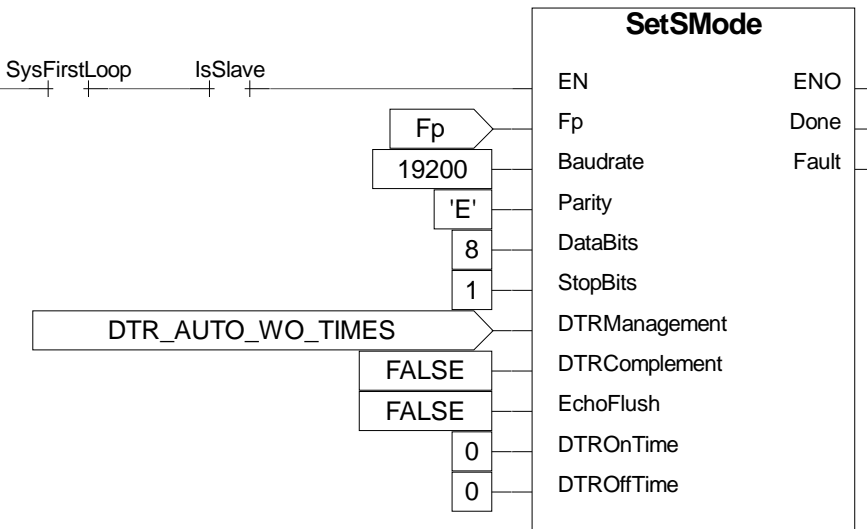 SetSMode
SysFirstLoop IsSlave EN ENO
Fp Fp Done
19200 Baudrate Fault
'E' Parity
8 DataBits
1 StopBits
DTR_AUTO_WO_TIMES DTRManagement
FALSE DTRComplement
FALSE EchoFlush
0 DTROnTime
0 DTROffTime